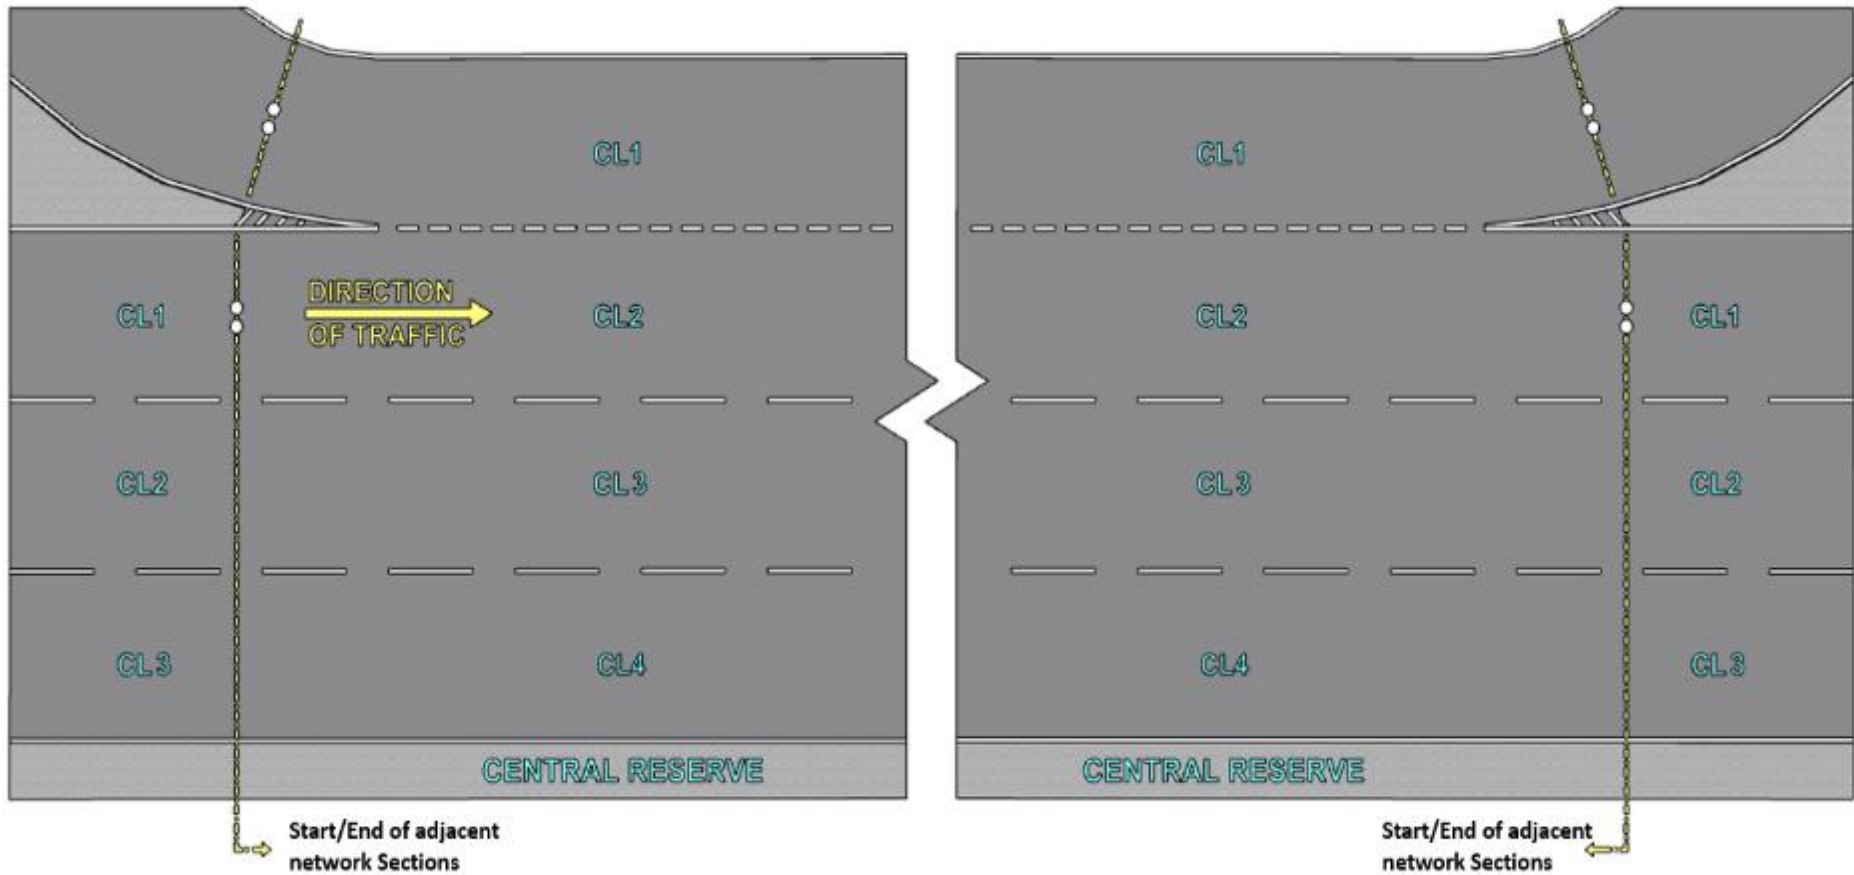 CL1
CL1
CL1
DIRECTION
OF TRAFFIC
CL2
CL2
CL1
CL2
CL3
CL3
CL2
CL3
CL4
CL4
CL3
CENTRAL RESERVE
CENTRAL RESERVE
Start/End of adjacent
network Sections
Start/End of adjacent
network Sections